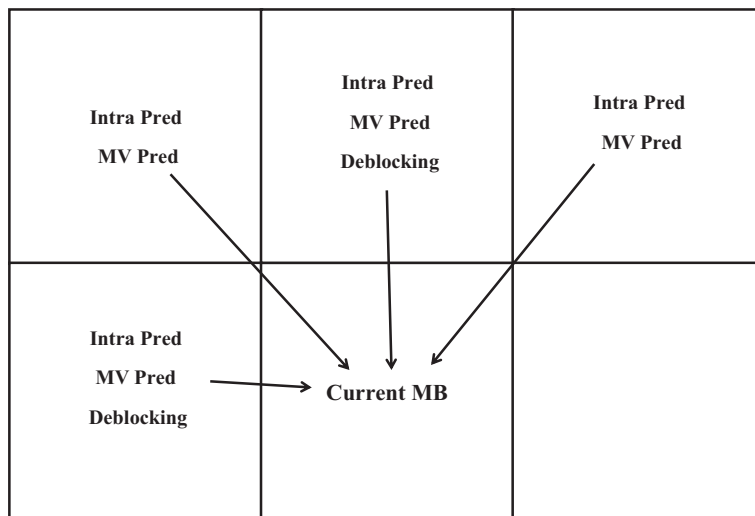 Intra Pred
MV Pred
Intra Pred
MV Pred
Deblocking
Intra Pred
MV Pred
Intra Pred
MV Pred
Deblocking
Current MB